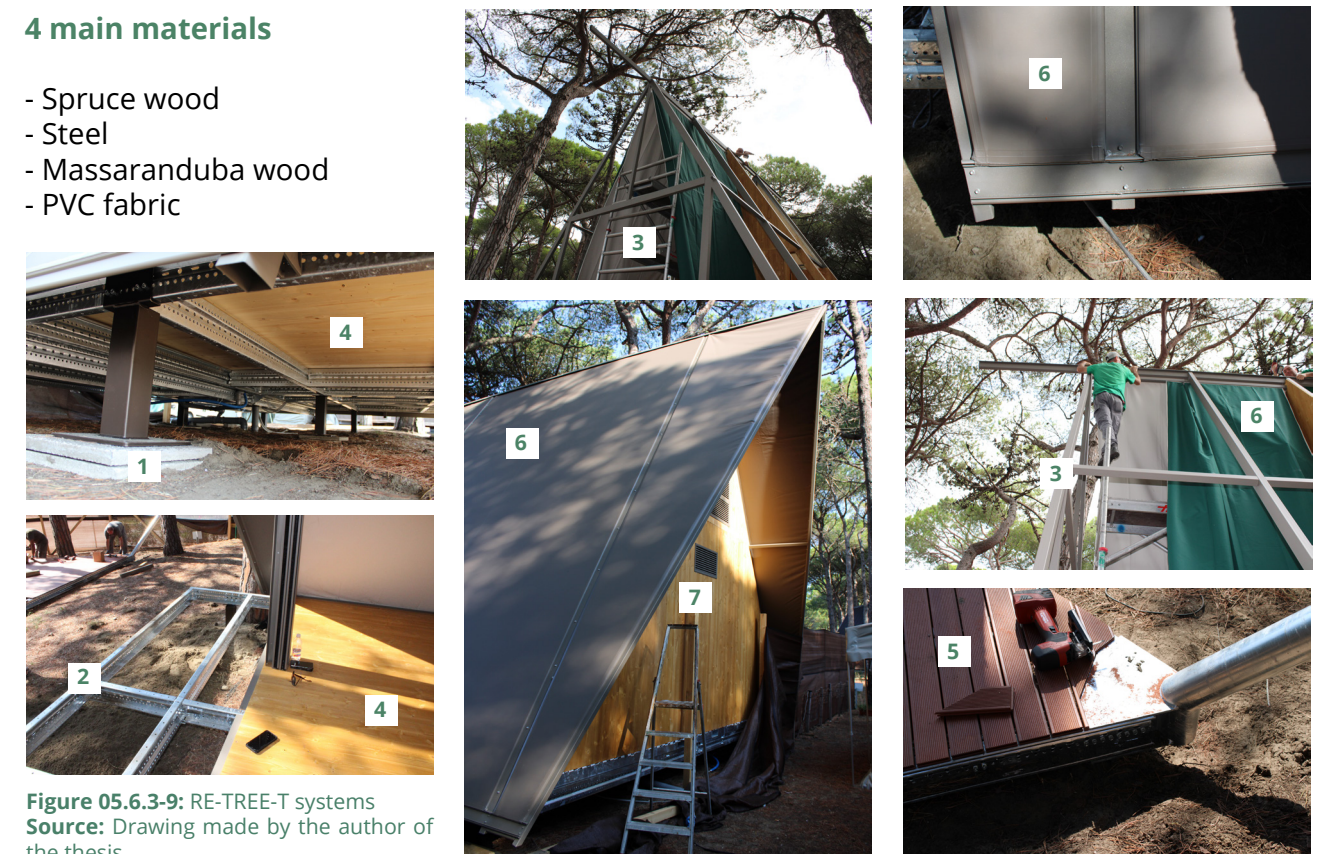 4 main materials
- Spruce wood
- Steel
- Massaranduba wood
- PVC fabric
4
1
2
4
Figure 05.6.3-9: RE-TREE-T systems
Source: Drawing made by the author of
the thesis
3
6
7
6
6
3
5